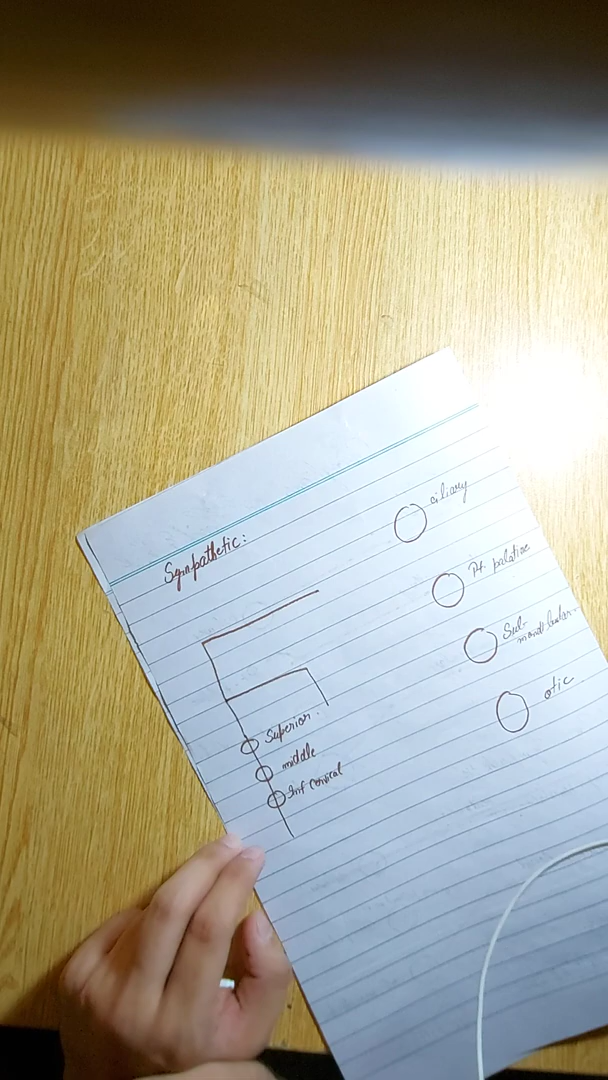 Sympathetic:
ciliary
Pt. palatine
Sub-
mandibular
otic
Superior.
middle
Inf cervical